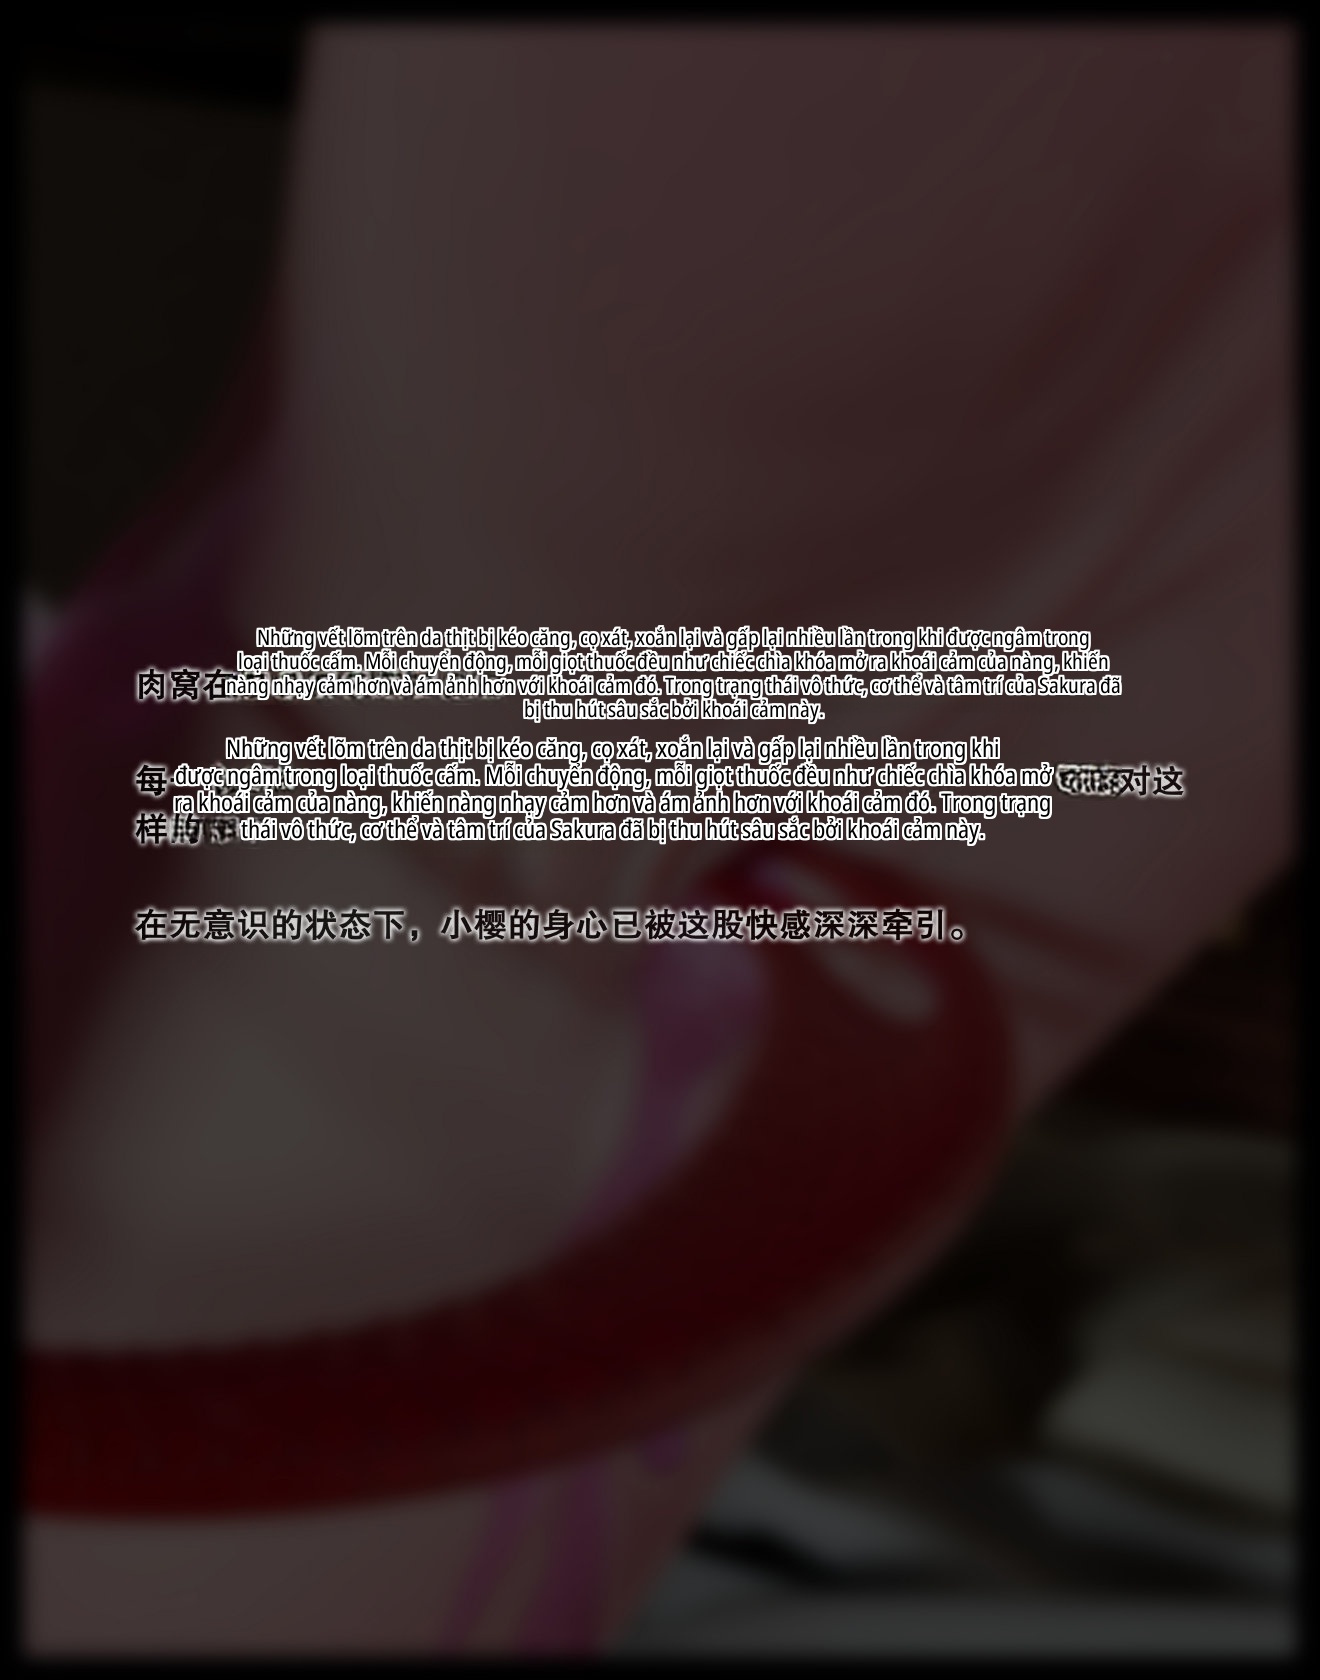 Những vết lõm trên da thịt bị kéo căng, cọ xát, xoắn lại và gấp lại nhiều lần trong khi được ngâm trong
loại thuốc cấm. Mỗi chuyển động, mỗi giọt thuốc đều như chiếc chìa khóa mở ra khoái cảm của nàng, khiến
肉窝在
nàng nhạy cảm hơn và ám ảnh hơn với khoái cảm đó. Trong trạng thái vô thức, cơ thể và tâm trí của Sakura đã
bị thu hút sâu sắc bởi khoái cảm này.
Những vết lõm trên da thịt bị kéo căng, cọ xát, xoắn lại và gấp lại nhiều lần trong khi
每
được ngâm trong loại thuốc cấm. Mỗi chuyển động, mỗi giọt thuốc đều như chiếc chìa khóa mở
对这
ra khoái cảm của nàng, khiến nàng nhạy cảm hơn và ám ảnh hơn với khoái cảm đó. Trong trạng
样的
thái vô thức, cơ thể và tâm trí của Sakura đã bị thu hút sâu sắc bởi khoái cảm này.
在无意识的状态下，小樱的身心已被这股快感深深牵引。